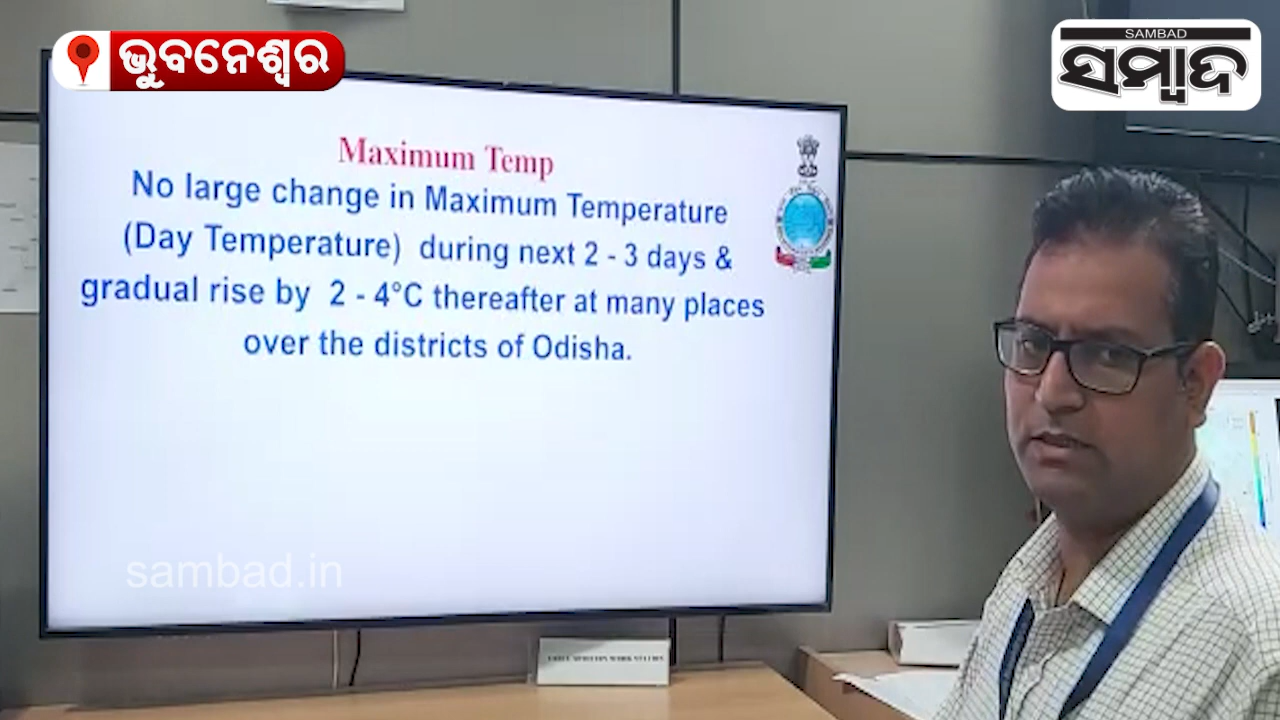 ଭୁବନେଶ୍ୱର
SAMBAD
ସମ୍ବାଦ
Maximum Temp
No large change in Maximum Temperature
(Day Temperature) during next 2 - 3 days &
gradual rise by 2 - 4°C thereafter at many places
over the districts of Odisha.
sambad.in